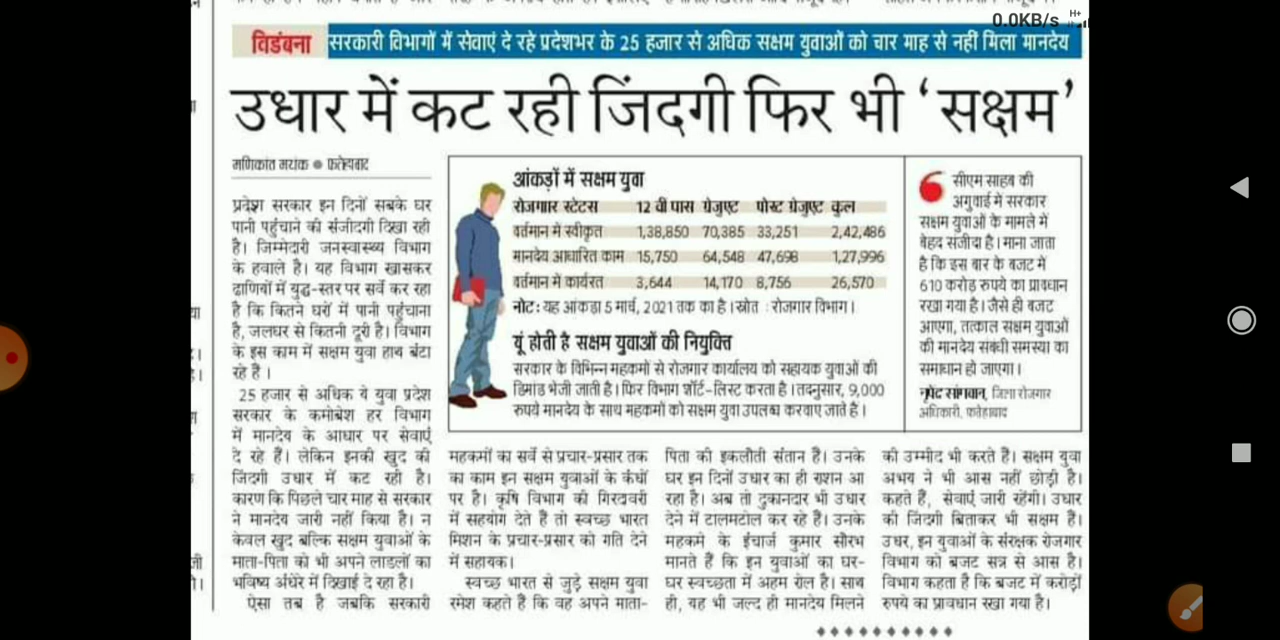 0.0KB/s H+
विडंबना सरकारी विभागों में सेवाएं दे रहे प्रदेशभर के 25 हजार से अधिक सक्षम युवाओं को चार माह से नहीं मिला मानदेय
उधार में कट रही जिंदगी फिर भी ‘सक्षम’
मणिकांत मयंक ● फतेहाबाद
प्रदेश सरकार इन दिनों सबके घर
पानी पहुंचाने की संजीदगी दिखा रही
है। जिम्मेदारी जनस्वास्थ्य विभाग
के हवाले है। यह विभाग खासकर
ढाणियों में युद्ध-स्तर पर सर्वे कर रहा
है कि कितने घरों में पानी पहुंचाना
है, जलघर से कितनी दूरी है। विभाग
के इस काम में सक्षम युवा हाथ बंटा
रहे हैं ।
25 हजार से अधिक ये युवा प्रदेश
सरकार के कमोबेश हर विभाग
में मानदेय के आधार पर सेवाएं
दे रहे हैं। लेकिन इनकी खुद की
जिंदगी उधार में कट रही है।
कारण कि पिछले चार माह से सरकार
ने मानदेय जारी नहीं किया है। न
केवल खुद बल्कि सक्षम युवाओं के
माता-पिता को भी अपने लाडलों का
भविष्य अंधेरे में दिखाई दे रहा है।
ऐसा तब है जबकि सरकारी
आंकड़ों में सक्षम युवा
रोजगार स्टेटस 12 वीं पास ग्रेजुएट पोस्ट ग्रेजुएट कुल
वर्तमान में स्वीकृत 1,38,850 70,385 33,251 2,42,486
मानदेय आधारित काम 15,750 64,548 47,698 1,27,996
वर्तमान में कार्यरत 3,644 14,170 8,756 26,570
नोट: यह आंकड़ा 5 मार्च, 2021 तक का है। स्रोत : रोजगार विभाग।
यूं होती है सक्षम युवाओं की नियुक्ति
सरकार के विभिन्न महकमों से रोजगार कार्यालय को सहायक युवाओं की
डिमांड भेजी जाती है। फिर विभाग शॉर्ट-लिस्ट करता है। तदनुसार, 9,000
रुपये मानदेय के साथ महकमों को सक्षम युवा उपलब्ध करवाए जाते हैं।
सीएम साहब की
अगुवाई में सरकार
सक्षम युवाओं के मामले में
बेहद संजीदा है। माना जाता
है कि इस बार के बजट में
610 करोड़ रुपये का प्रावधान
रखा गया है। जैसे ही बजट
आएगा, तत्काल सक्षम युवाओं
की मानदेय संबंधी समस्या का
समाधान हो जाएगा।
सांगवान, जिला रोजगार
अधिकारी, फतेहाबाद
महकमों का सर्वे से प्रचार-प्रसार तक
का काम इन सक्षम युवाओं के कंधों
पर है। कृषि विभाग की गिरदावरी
में सहयोग देते हैं तो स्वच्छ भारत
मिशन के प्रचार-प्रसार को गति देने
में सहायक।
स्वच्छ भारत से जुड़े सक्षम युवा
रमेश कहते हैं कि वह अपने माता-
पिता की इकलौती संतान हैं। उनके
घर इन दिनों उधार का ही राशन आ
रहा है। अब तो दुकानदार भी उधार
देने में टालमटोल कर रहे हैं। उनके
महकमे के इंचार्ज कुमार सौरभ
मानते हैं कि इन युवाओं का घर-
घर स्वच्छता में अहम रोल है। साथ
ही, यह भी जल्द ही मानदेय मिलने
की उम्मीद भी करते हैं। सक्षम युवा
अभय ने भी आस नहीं छोड़ी है।
कहते हैं, सेवाएं जारी रहेंगी। उधार
की जिंदगी बिताकर भी सक्षम हैं।
उधर, इन युवाओं के संरक्षक रोजगार
विभाग को बजट सत्र से आस है।
विभाग कहता है कि बजट में करोड़ों
रुपये का प्रावधान रखा गया है।